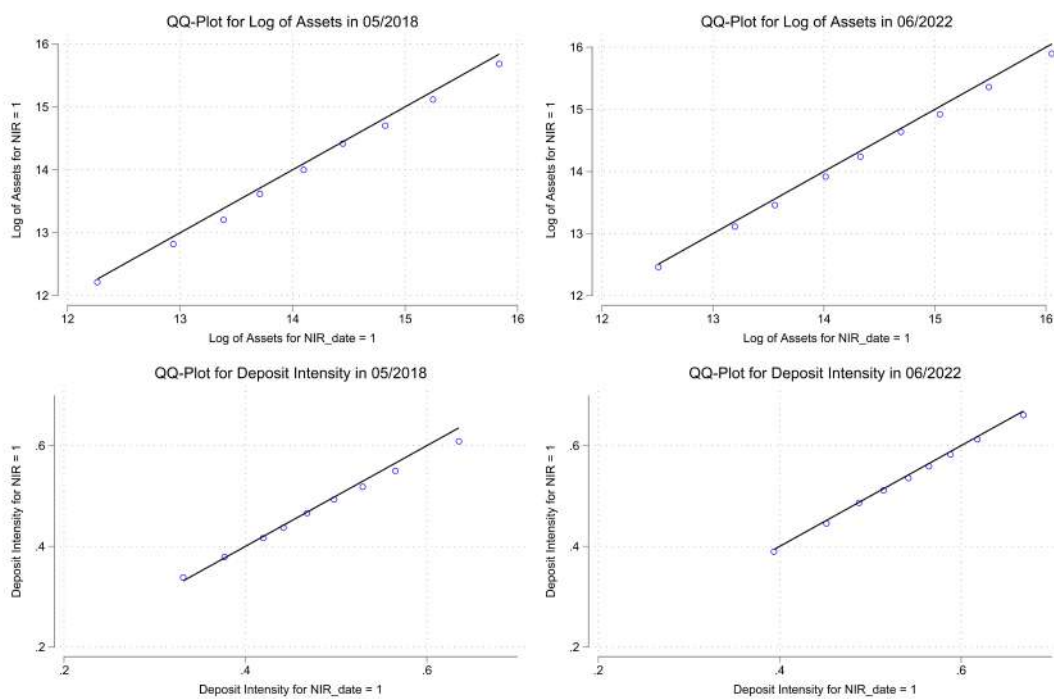 QQ-Plot for Log of Assets in 05/2018
Log of Assets for NIR = 1
16
15
14
13
12
12 13 14 15 16
Log of Assets for NIR_date = 1
QQ-Plot for Log of Assets in 06/2022
Log of Assets for NIR = 1
16
15
14
13
12
12 13 14 15 16
Log of Assets for NIR_date = 1
QQ-Plot for Deposit Intensity in 05/2018
Deposit Intensity for NIR = 1
.6
.4
.2
.2 .4 .6
Deposit Intensity for NIR_date = 1
QQ-Plot for Deposit Intensity in 06/2022
Deposit Intensity for NIR = 1
.6
.4
.2
.2 .4 .6
Deposit Intensity for NIR_date = 1